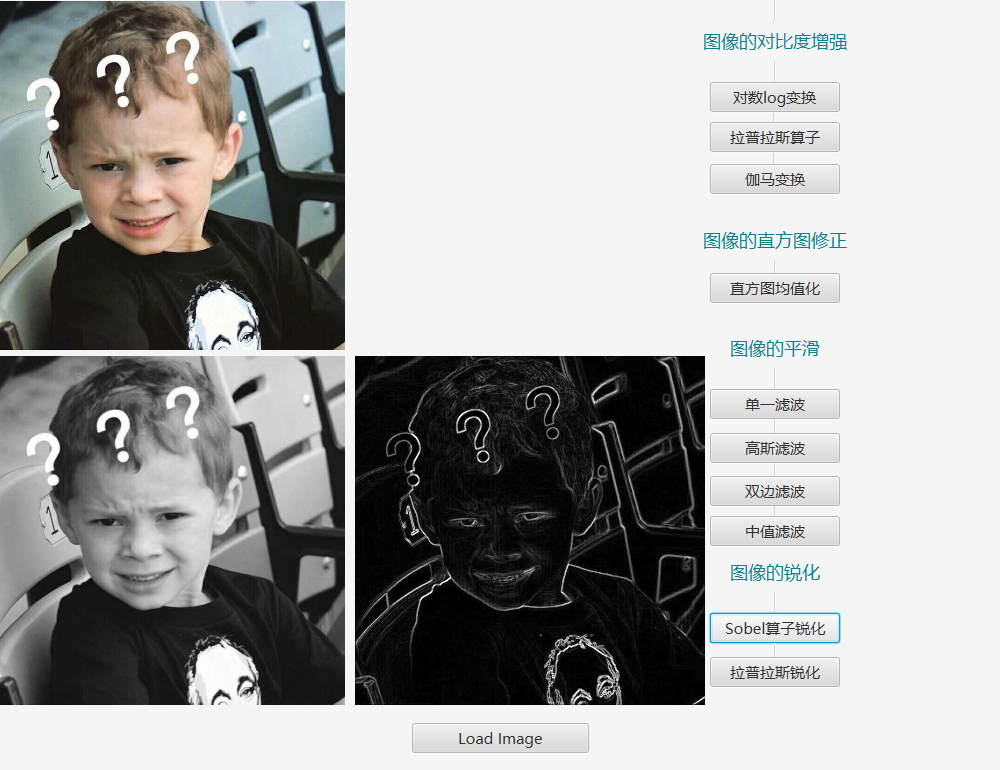 ? ? ?
1
图像的对比度增强
对数log变换
拉普拉斯算子
伽马变换
图像的直方图修正
直方图均值化
图像的平滑
? ? ?
1
? ? ?
1
单一滤波
高斯滤波
双边滤波
中值滤波
图像的锐化
Sobel算子锐化
拉普拉斯锐化
Load Image